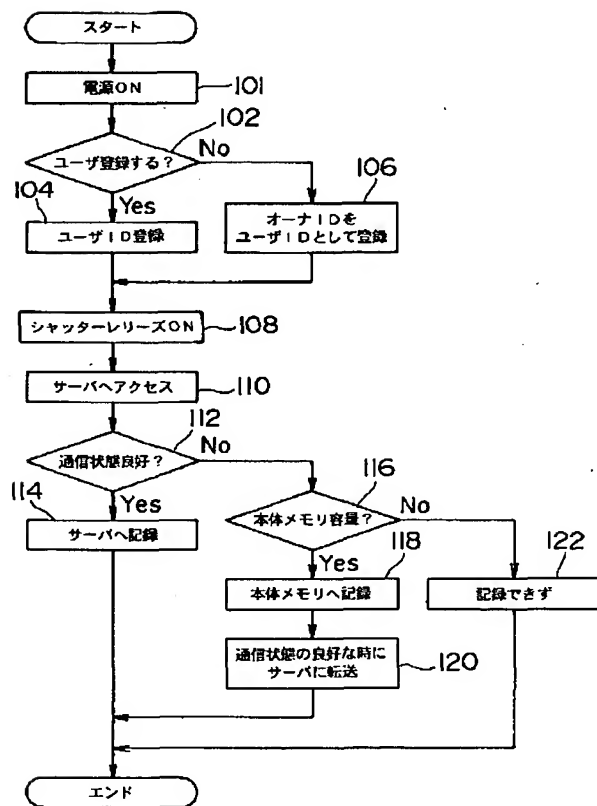 スタート
電源ON
101
102
ユーザ登録する?
No
104
Yes
106
ユーザID登録
オーナIDを
ユーザIDとして登録
シャッターレリーズON
108
サーバへアクセス
110
112
通信状態良好?
No
114
Yes
116
本体メモリ容量?
No
サーバへ記録
118
Yes
122
本体メモリへ記録
記録できず
通信状態の良好な時に
サーバに転送
120
エンド